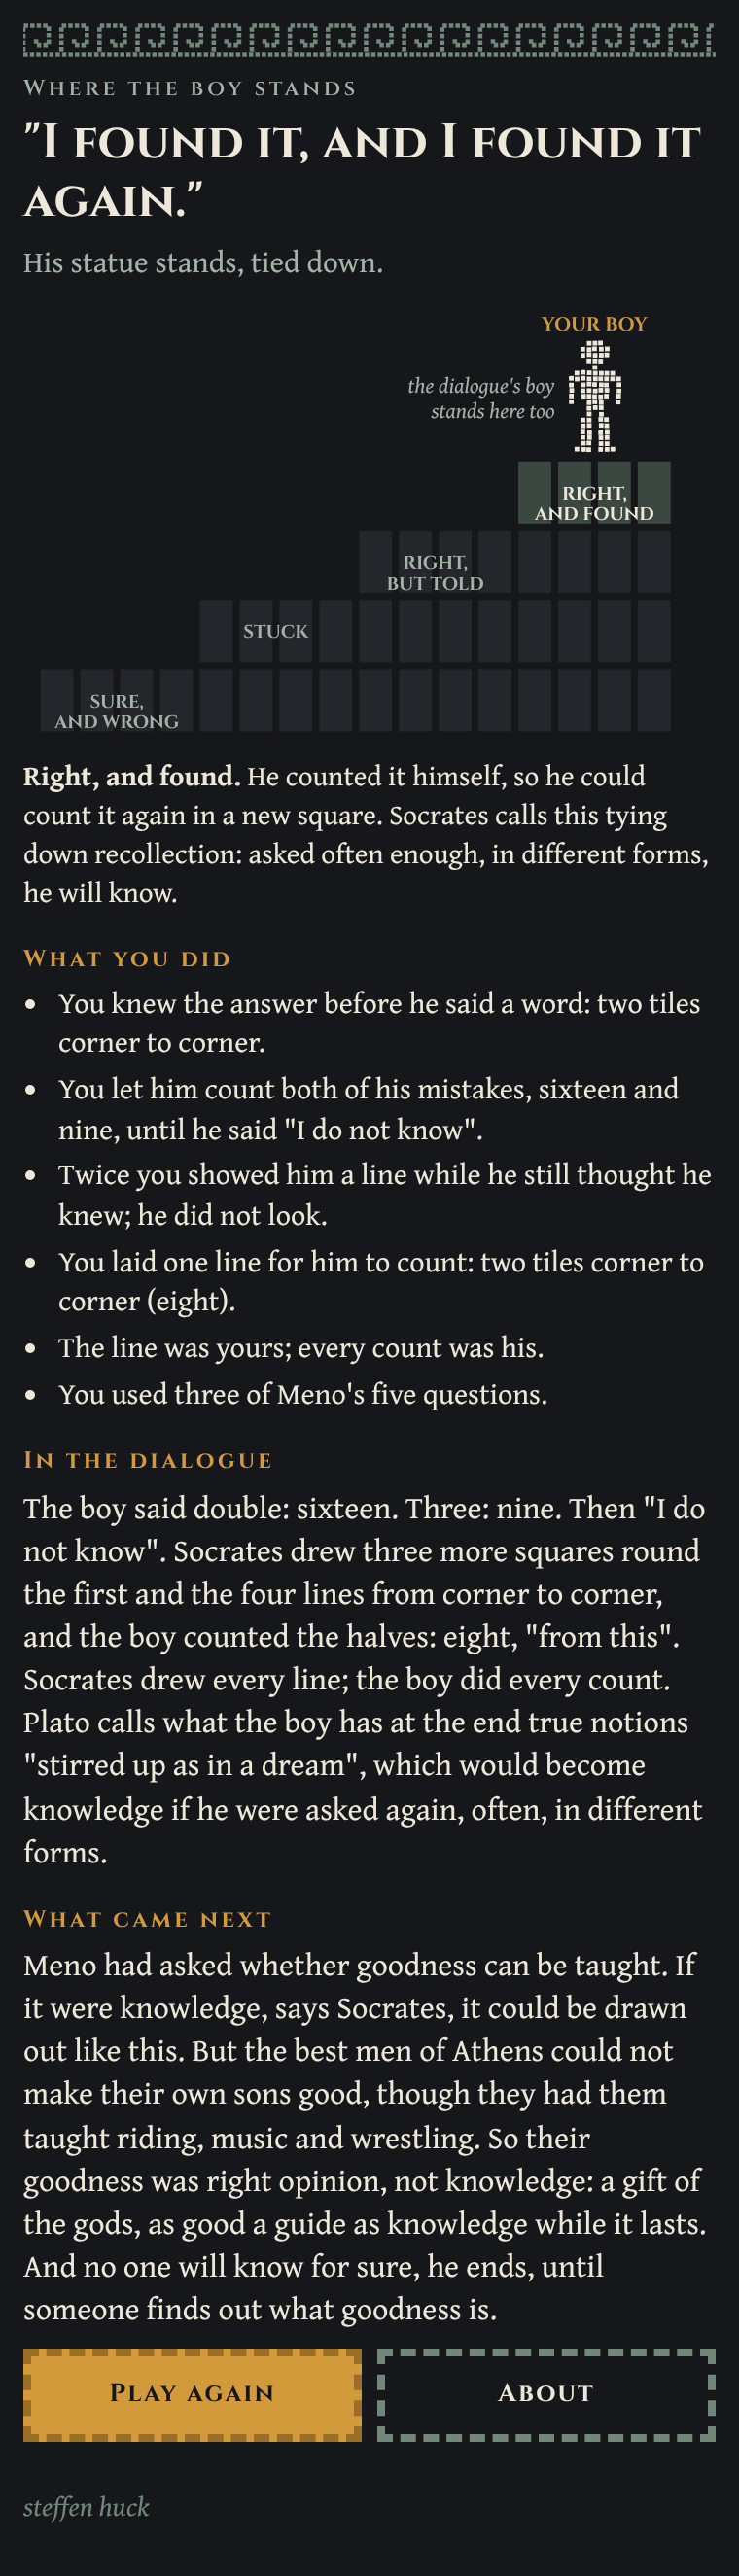 Where the boy stands
"I found it, and I found it
again."
His statue stands, tied down.
YOUR BOY
the dialogue's boy
stands here too
RIGHT,
AND FOUND
RIGHT,
BUT TOLD
STUCK
SURE,
AND WRONG
Right, and found. He counted it himself, so he could
count it again in a new square. Socrates calls this tying
down recollection: asked often enough, in different forms,
he will know.
What you did
• You knew the answer before he said a word: two tiles
corner to corner.
• You let him count both of his mistakes, sixteen and
nine, until he said "I do not know".
• Twice you showed him a line while he still thought he
knew; he did not look.
• You laid one line for him to count: two tiles corner to
corner (eight).
• The line was yours; every count was his.
• You used three of Meno's five questions.
In the dialogue
The boy said double: sixteen. Three: nine. Then "I do
not know". Socrates drew three more squares round
the first and the four lines from corner to corner,
and the boy counted the halves: eight, "from this".
Socrates drew every line; the boy did every count.
Plato calls what the boy has at the end true notions
"stirred up as in a dream", which would become
knowledge if he were asked again, often, in different
forms.
What came next
Meno had asked whether goodness can be taught. If
it were knowledge, says Socrates, it could be drawn
out like this. But the best men of Athens could not
make their own sons good, though they had them
taught riding, music and wrestling. So their
goodness was right opinion, not knowledge: a gift of
the gods, as good a guide as knowledge while it lasts.
And no one will know for sure, he ends, until
someone finds out what goodness is.
Play again
About
steffen huck